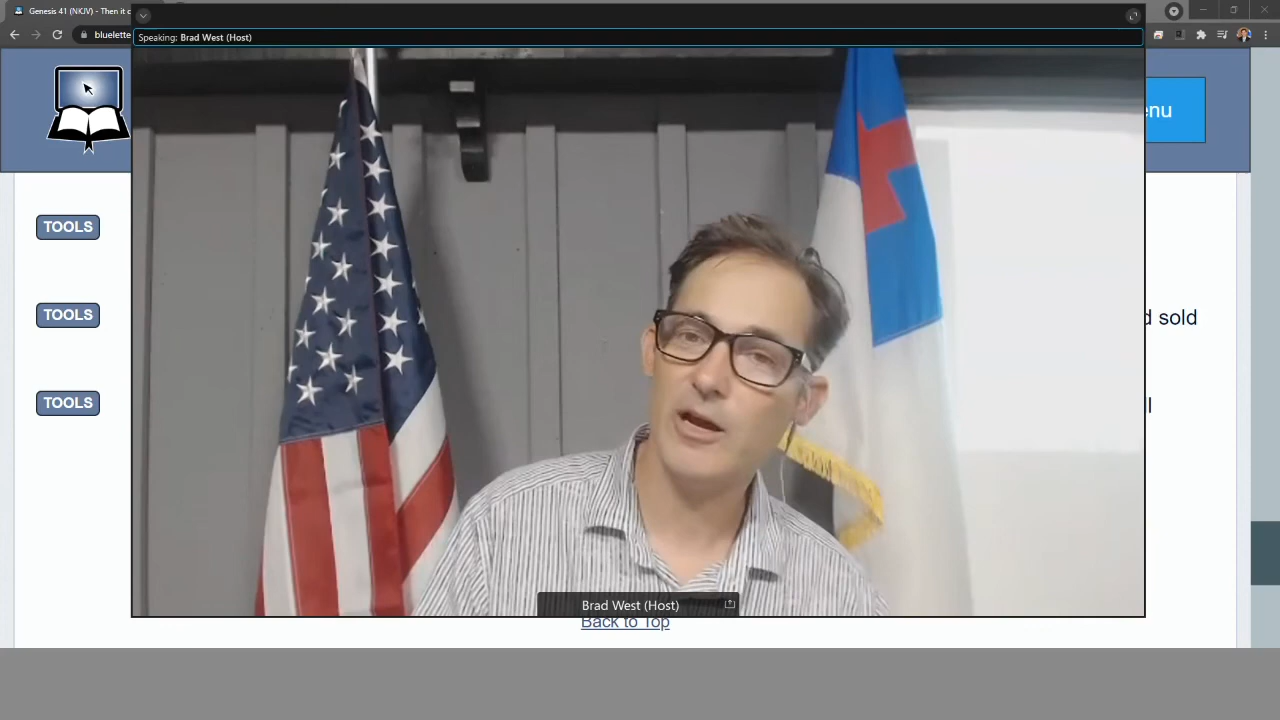 Genesis 41 (NKJV) - Then it c
bluelette
Speaking: Brad West (Host)
enu
TOOLS
TOOLS
d sold
TOOLS
ll
Brad West (Host)
Back to Top